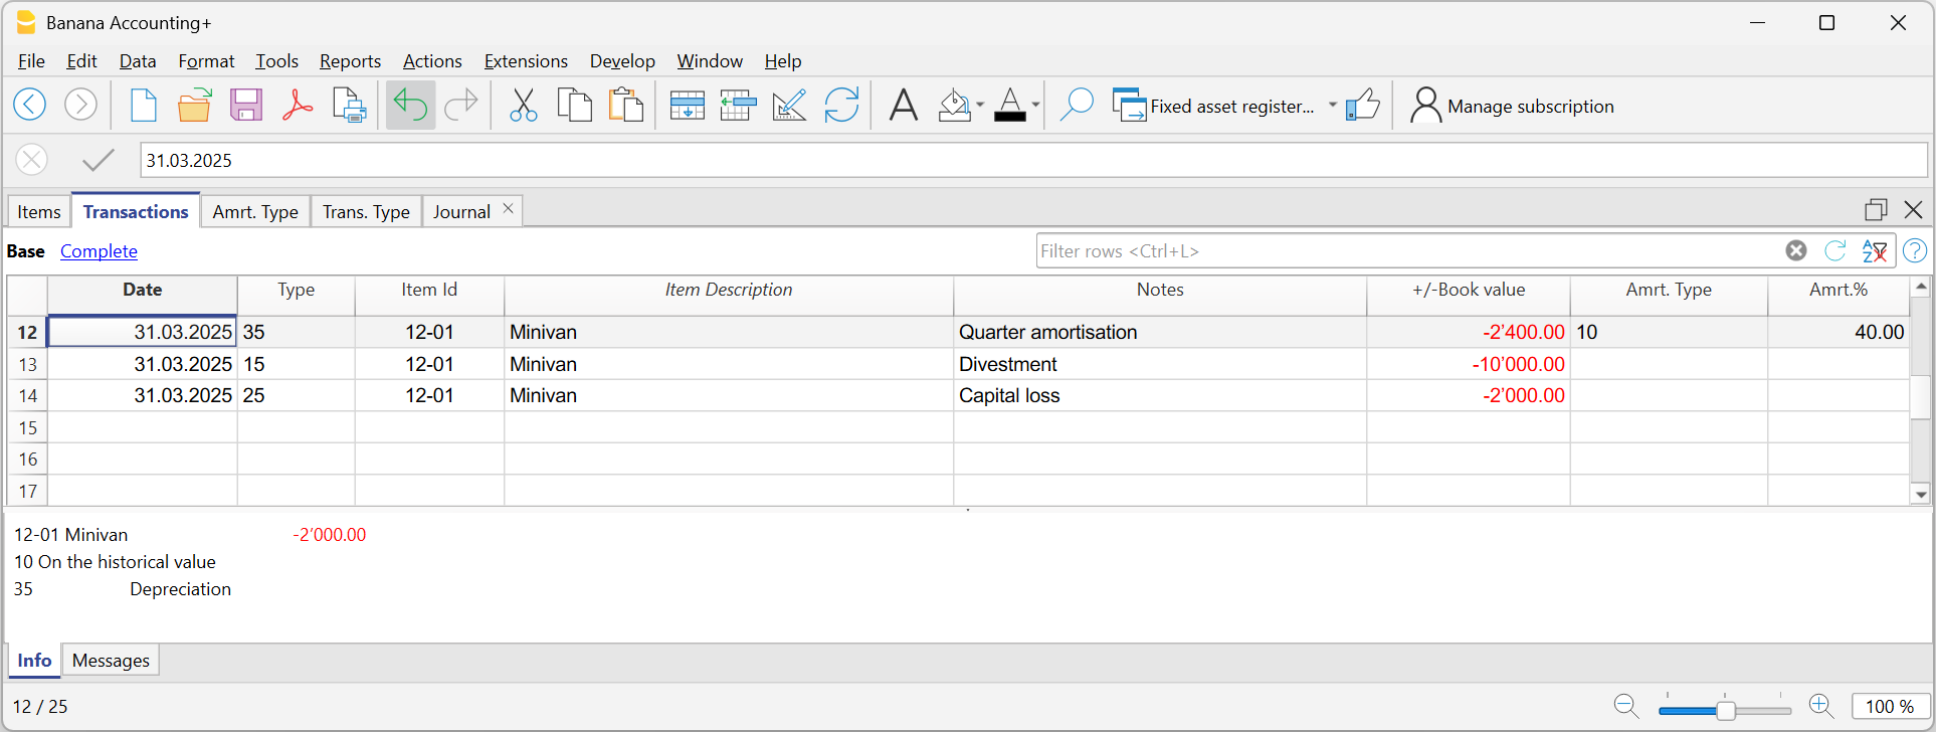 Banana Accounting+
File Edit Data Format Tools Reports Actions Extensions Develop Window Help
Fixed asset register... Manage subscription
31.03.2025
Items Transactions Amrt. Type Trans. Type Journal
Base Complete Filter rows <Ctrl+L>
Date Type Item Id Item Description Notes +/-Book value Amrt. Type Amrt.%
12 31.03.2025 35 12-01 Minivan Quarter amortisation -2'400.00 10 40.00
13 31.03.2025 15 12-01 Minivan Divestment -10'000.00
14 31.03.2025 25 12-01 Minivan Capital loss -2'000.00
15
16
17
12-01 Minivan -2'000.00
10 On the historical value
35 Depreciation
Info Messages
12 / 25 100 %